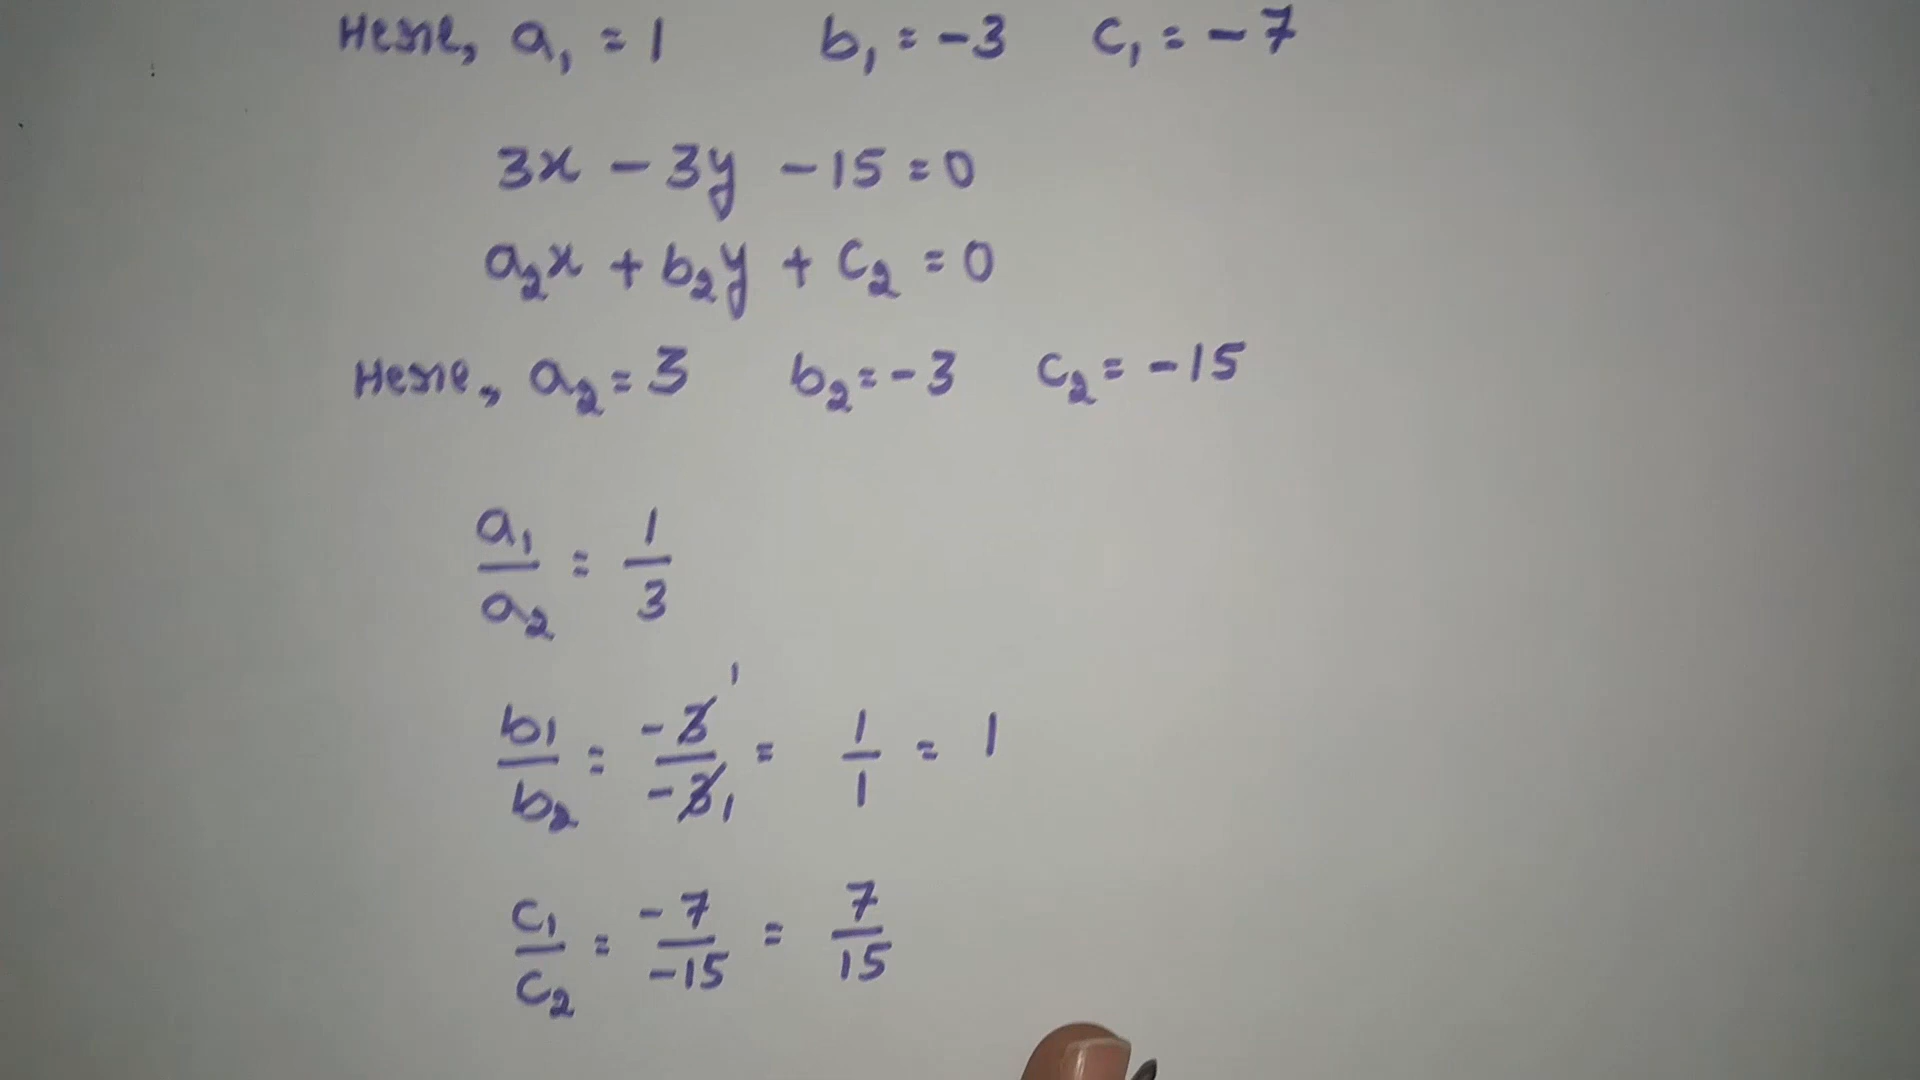 Here, a₁ = 1 b₁ = -3 c₁ = -7
3x - 3y - 15 = 0
a₂x + b₂y + c₂ = 0
Here, a₂ = 3 b₂ = -3 c₂ = -15
a₁/a₂ = 1/3
b₁/b₂ = -3̸ ¹/-3̸ ₁ = 1/1 = 1
c₁/c₂ = -7/-15 = 7/15